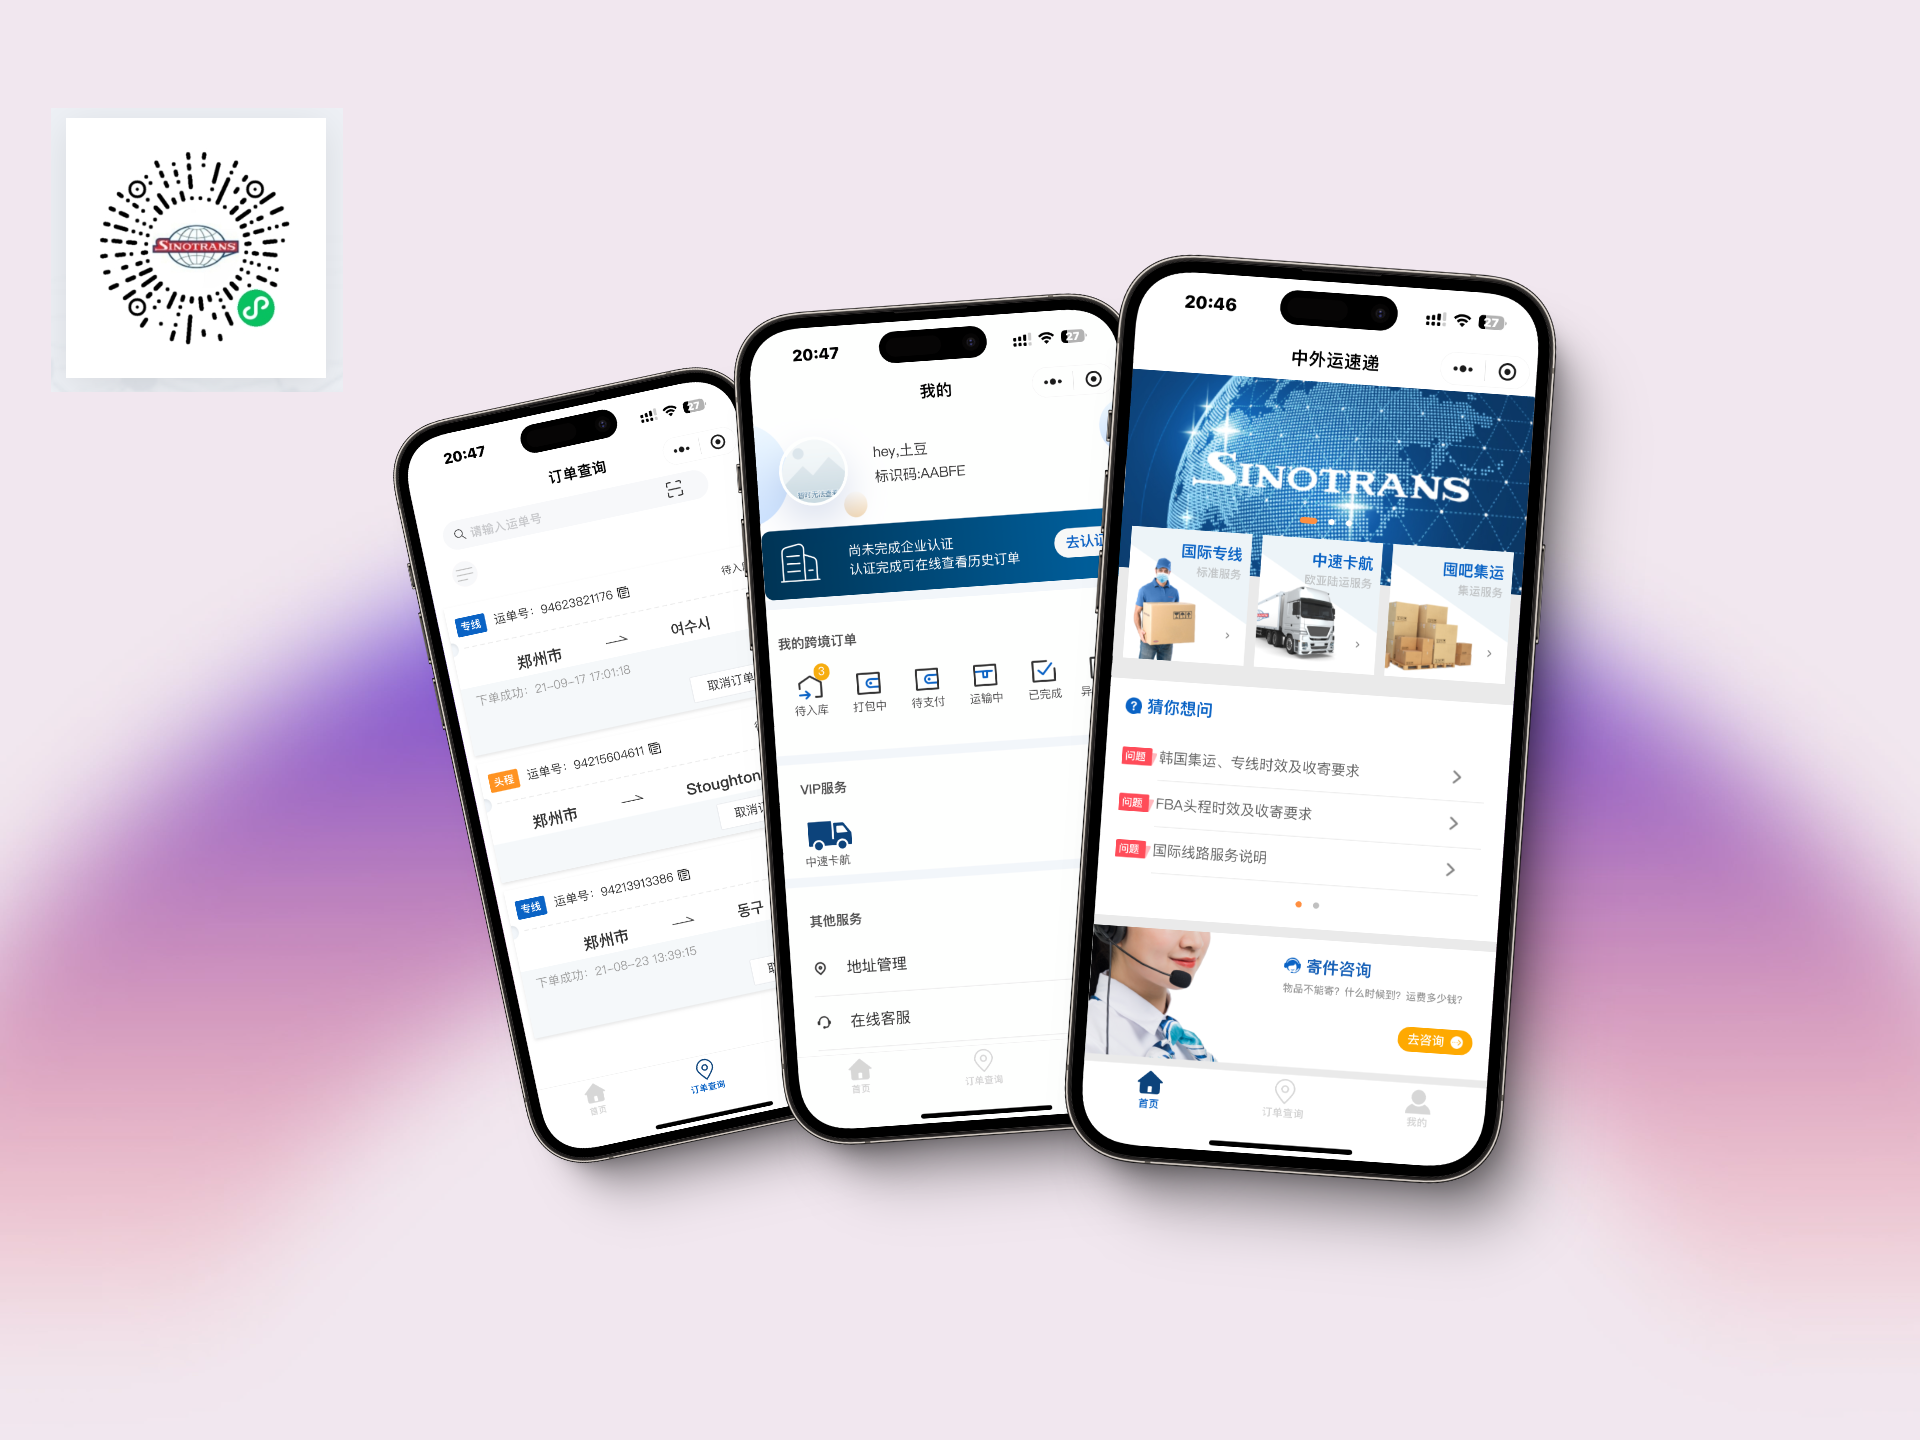 SINOTRANS
20:47
27
订单查询
请输入运单号
待入
专线 运单号：94623821176
郑州市 여수시
下单成功：21-09-17 17:01:18
取消订单
头程 运单号：94215604611
郑州市 Stoughton
取消
专线 运单号：94213913386
郑州市 동구
下单成功：21-08-23 13:39:15
取
首页 订单查询
20:47
27
我的
hey,土豆
标识码:AABFE
尚未完成企业认证
认证完成可在线查看历史订单
去认证
我的跨境订单
3
待入库 打包中 待支付 运输中 已完成 异
VIP服务
中速卡航
其他服务
地址管理
在线客服
首页 订单查询
20:46
27
中外运速递
SINOTRANS
国际专线
标准服务
中速卡航
欧亚陆运服务
囤吧集运
集运服务
猜你想问
问题 韩国集运、专线时效及收寄要求
问题 FBA头程时效及收寄要求
问题 国际线路服务说明
寄件咨询
物品不能寄？什么时候到？运费多少钱？
去咨询
首页 订单查询 我的